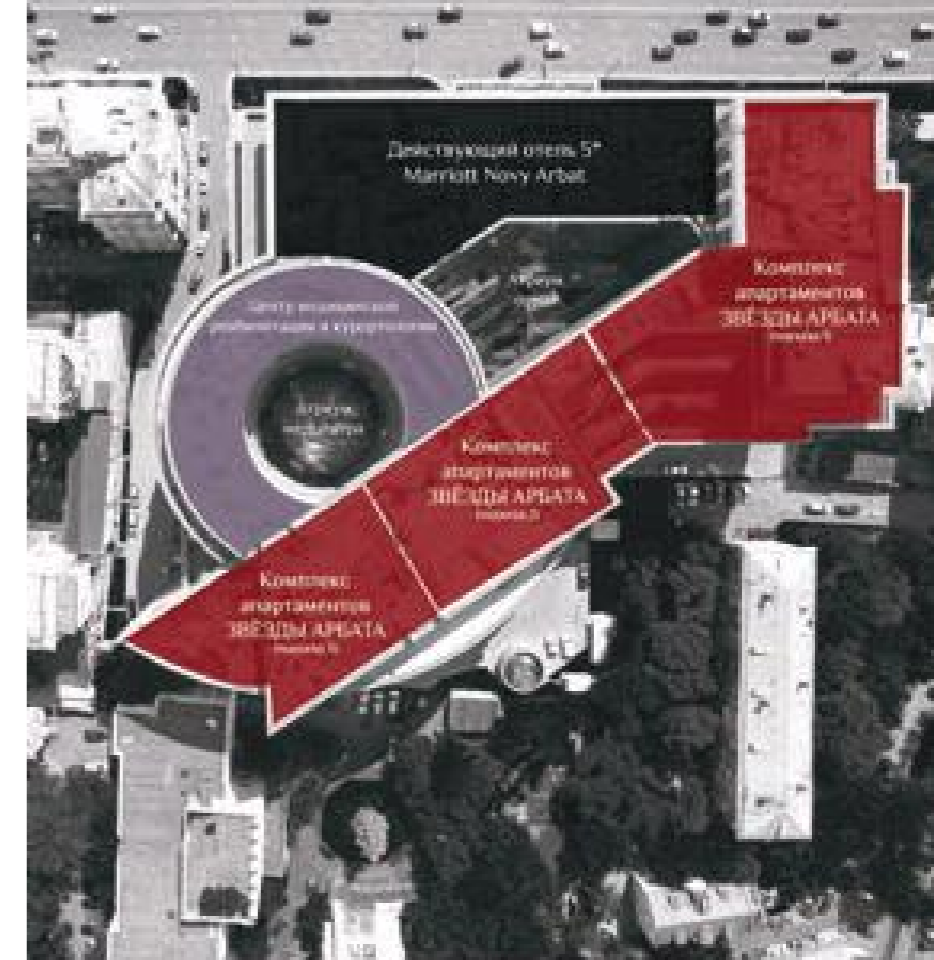 Действующий отель 5*
Marriott Novy Arbat
Комплекс
апартаментов
ЗВЁЗДЫ АРБАТА
Центр медицинской
реабилитации и курортологии
Комплекс
апартаментов
ЗВЁЗДЫ АРБАТА
Комплекс
апартаментов
ЗВЁЗДЫ АРБАТА